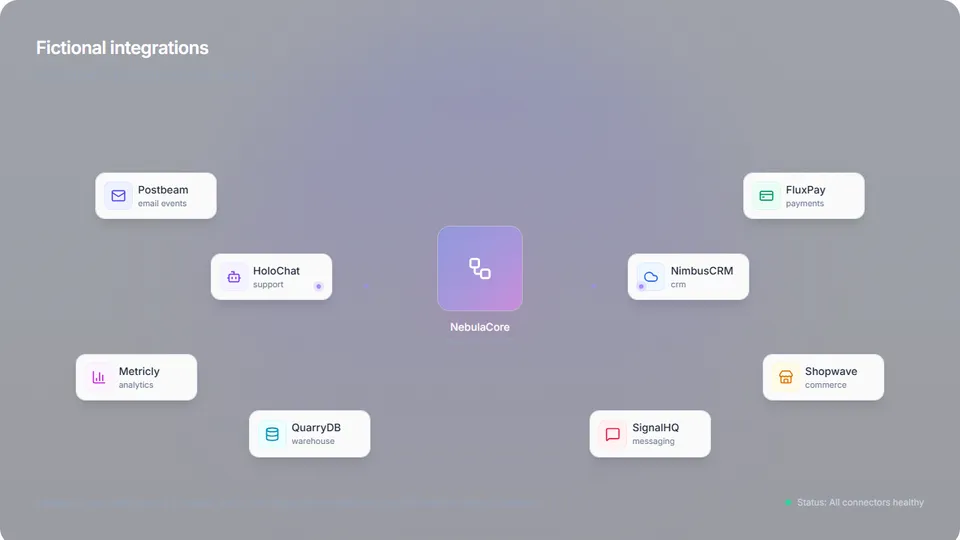 Fictional integrations
Postbeam
email events
FluxPay
payments
HoloChat
support
NimbusCRM
crm
NebulaCore
Metricly
analytics
Shopwave
commerce
QuarryDB
warehouse
SignalHQ
messaging
Status: All connectors healthy